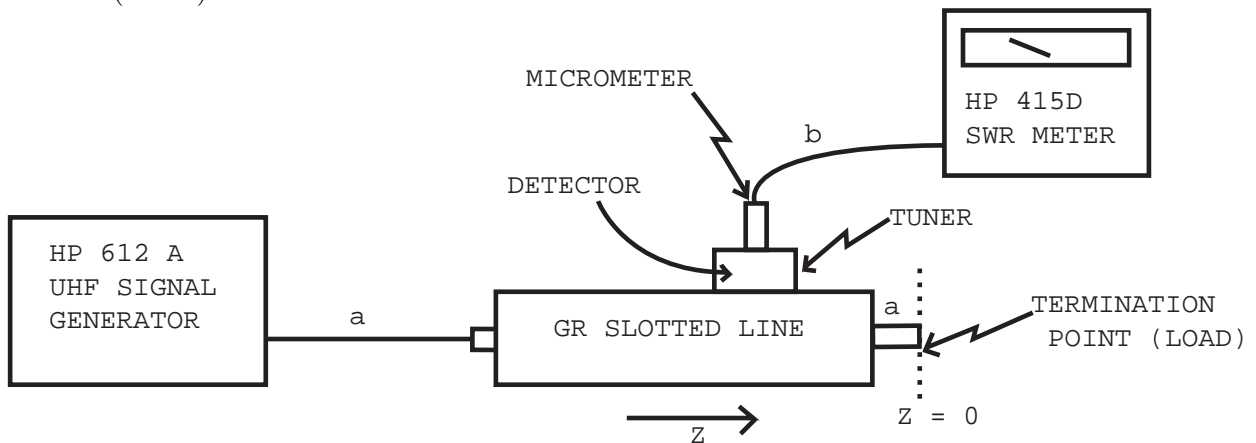 MICROMETER
HP 415D
SWR METER
b
DETECTOR
TUNER
HP 612 A
UHF SIGNAL
GENERATOR
a
GR SLOTTED LINE
a
TERMINATION
POINT (LOAD)
Z = 0
Z